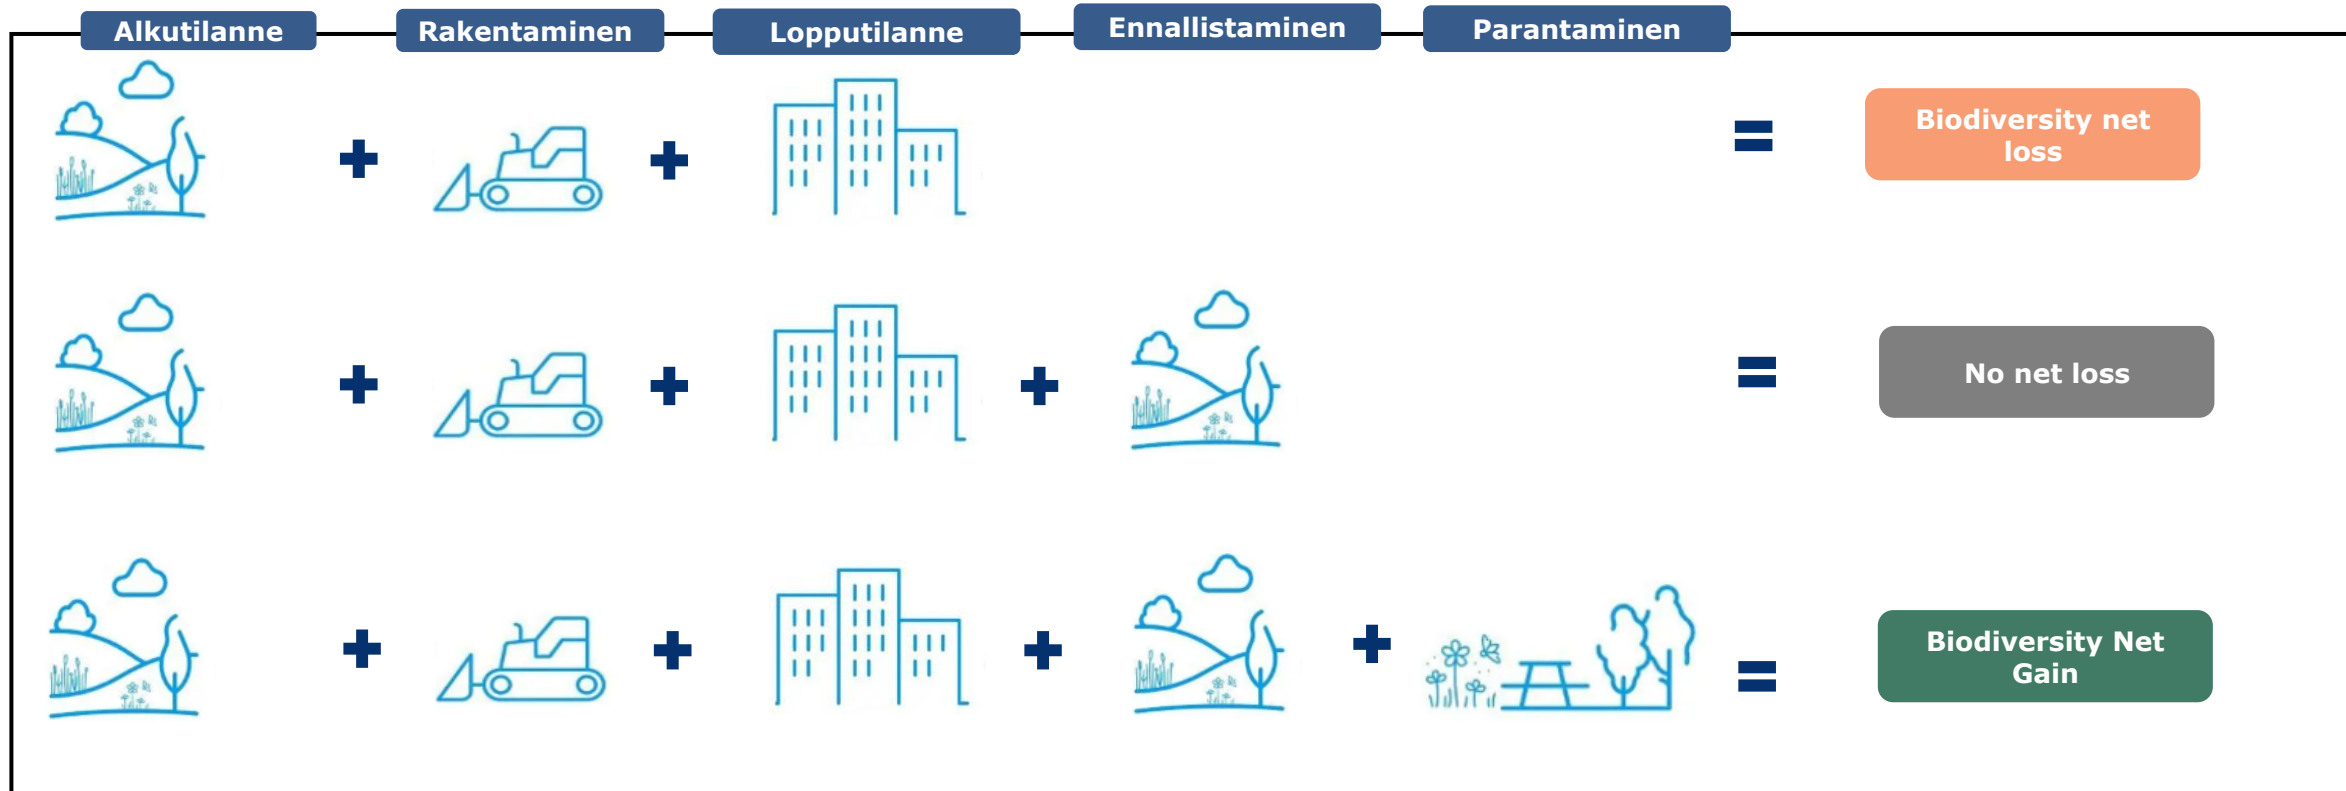 Alkutilanne
Rakentaminen
Lopputilanne
Ennallistaminen
Parantaminen
Biodiversity net
loss
No net loss
Biodiversity Net
Gain